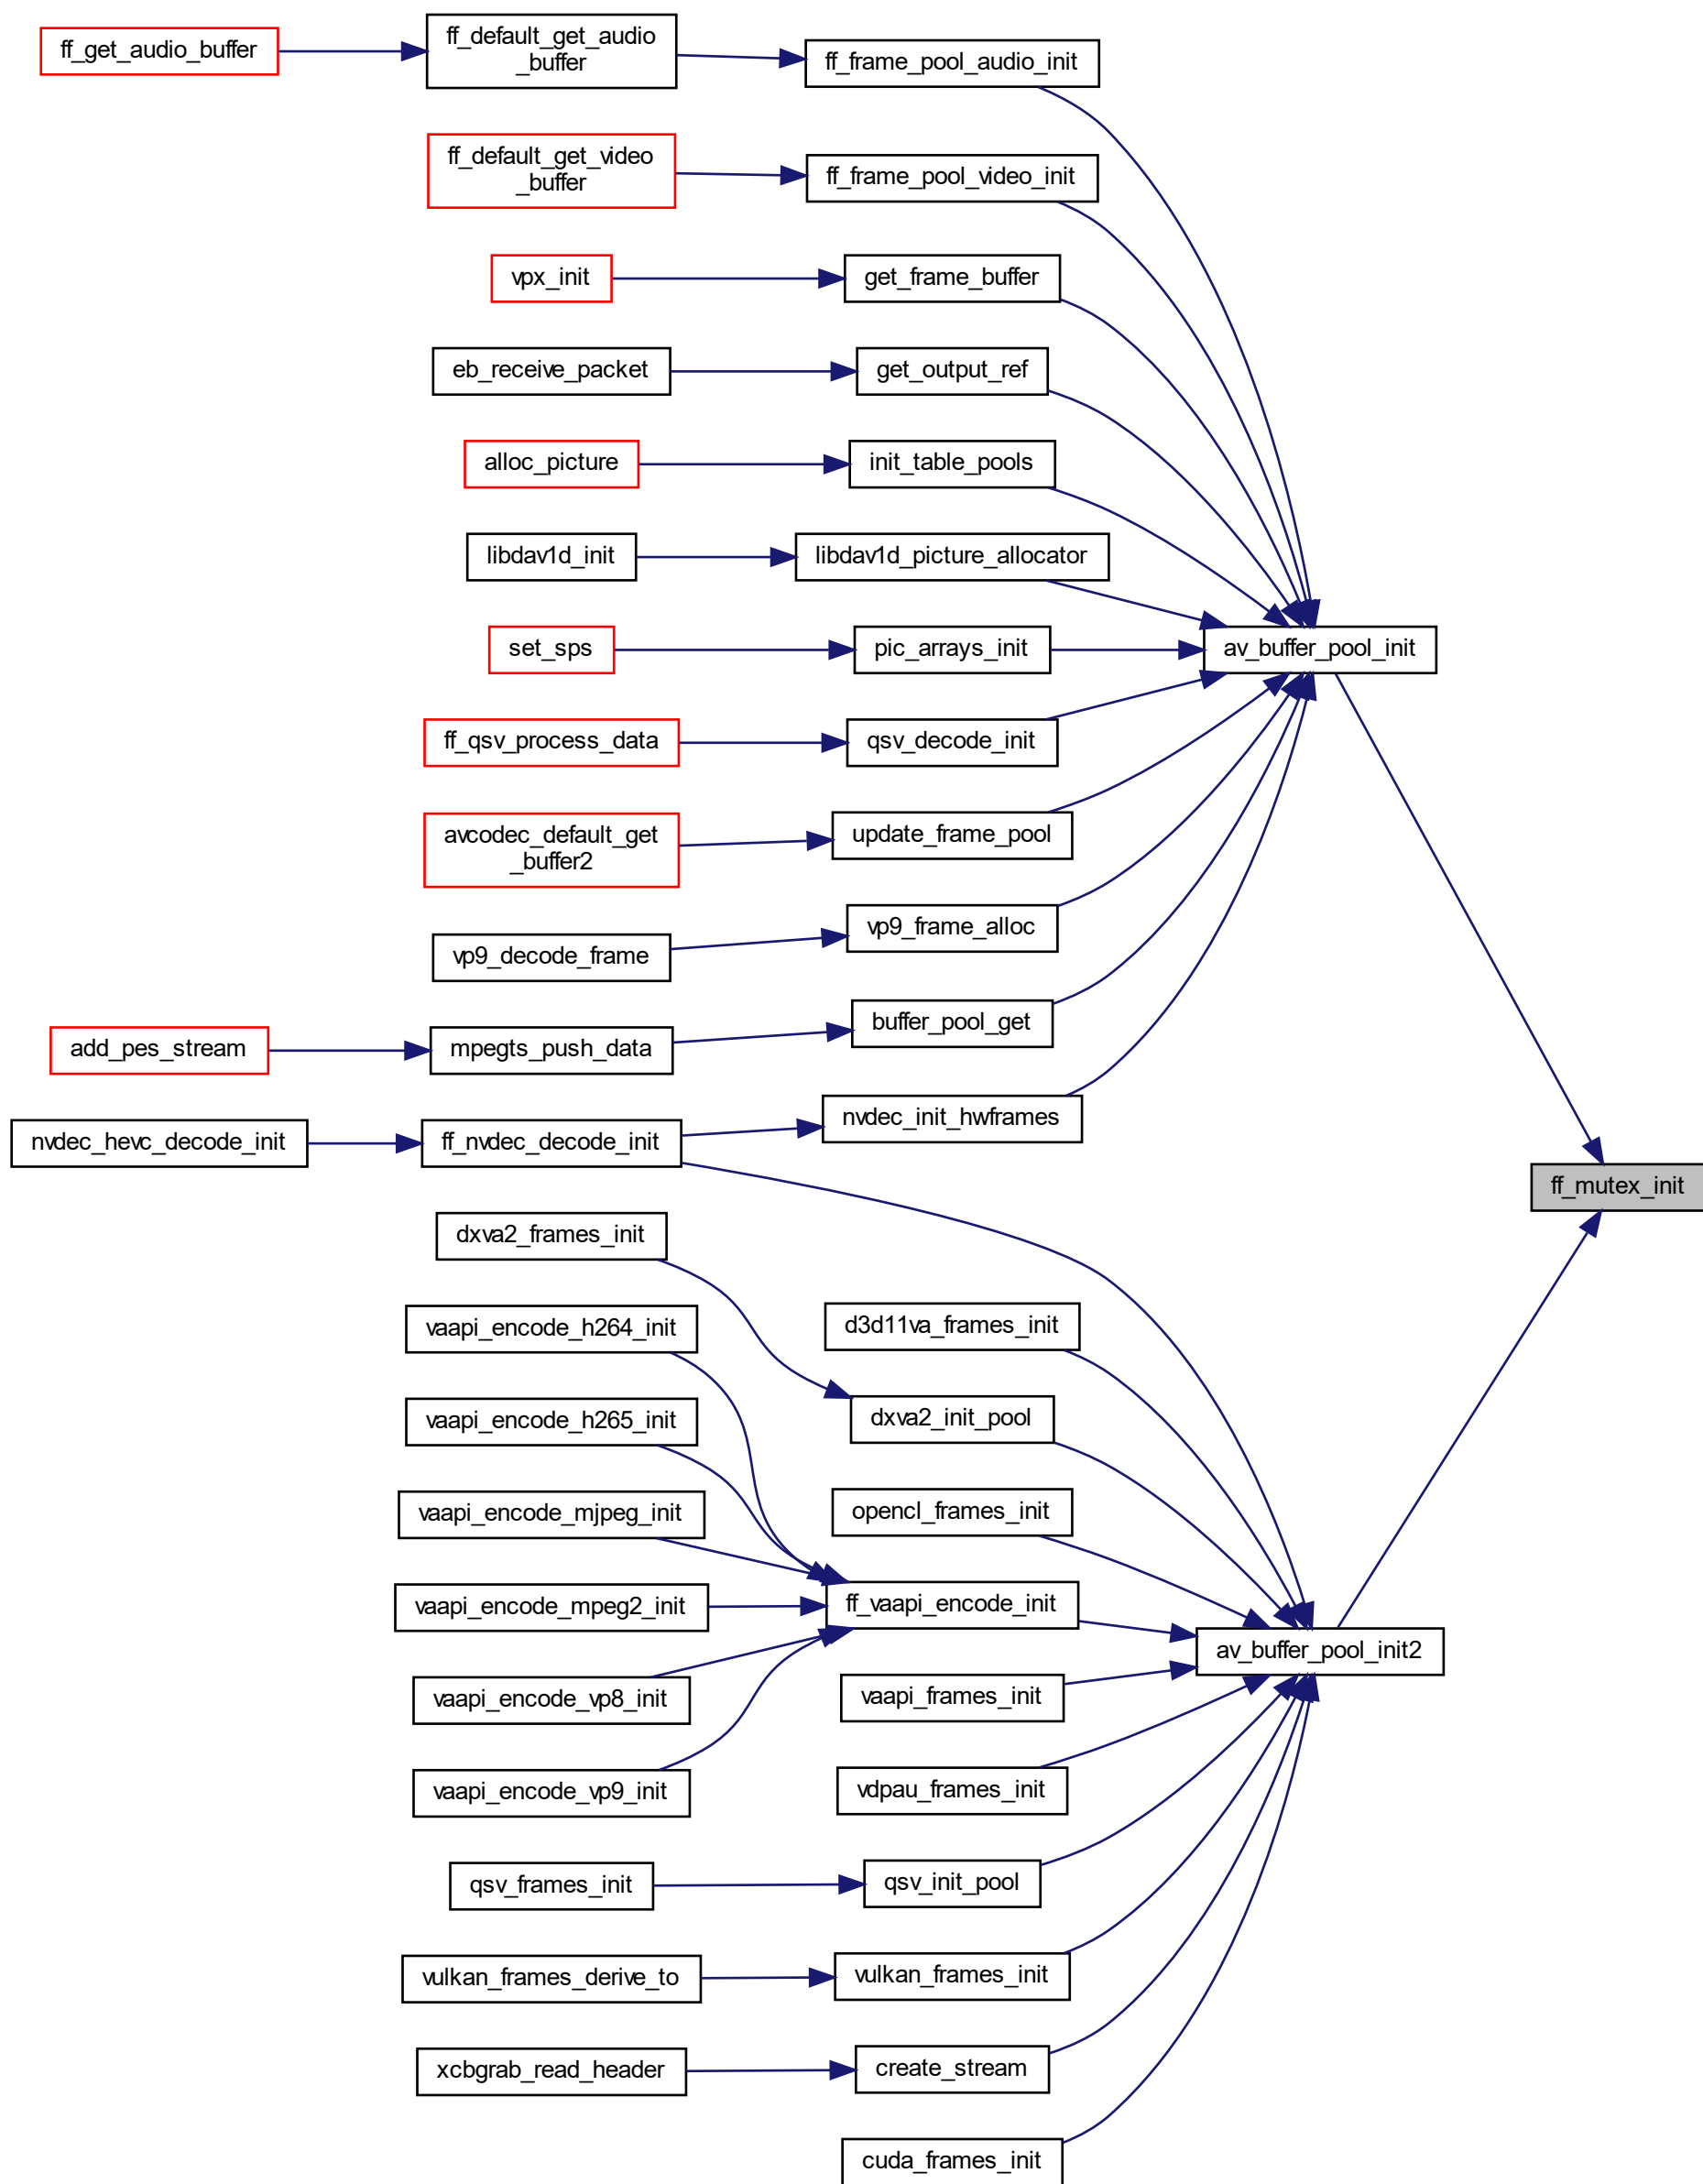 ff_get_audio_buffer
ff_default_get_audio
_buffer
ff_frame_pool_audio_init
ff_default_get_video
_buffer
ff_frame_pool_video_init
vpx_init
get_frame_buffer
eb_receive_packet
get_output_ref
alloc_picture
init_table_pools
libdav1d_init
libdav1d_picture_allocator
set_sps
pic_arrays_init
av_buffer_pool_init
ff_qsv_process_data
qsv_decode_init
avcodec_default_get
_buffer2
update_frame_pool
vp9_decode_frame
vp9_frame_alloc
add_pes_stream
mpegts_push_data
buffer_pool_get
nvdec_hevc_decode_init
ff_nvdec_decode_init
nvdec_init_hwframes
ff_mutex_init
dxva2_frames_init
vaapi_encode_h264_init
d3d11va_frames_init
vaapi_encode_h265_init
dxva2_init_pool
vaapi_encode_mjpeg_init
opencl_frames_init
vaapi_encode_mpeg2_init
ff_vaapi_encode_init
av_buffer_pool_init2
vaapi_encode_vp8_init
vaapi_frames_init
vaapi_encode_vp9_init
vdpau_frames_init
qsv_frames_init
qsv_init_pool
vulkan_frames_derive_to
vulkan_frames_init
xcbgrab_read_header
create_stream
cuda_frames_init